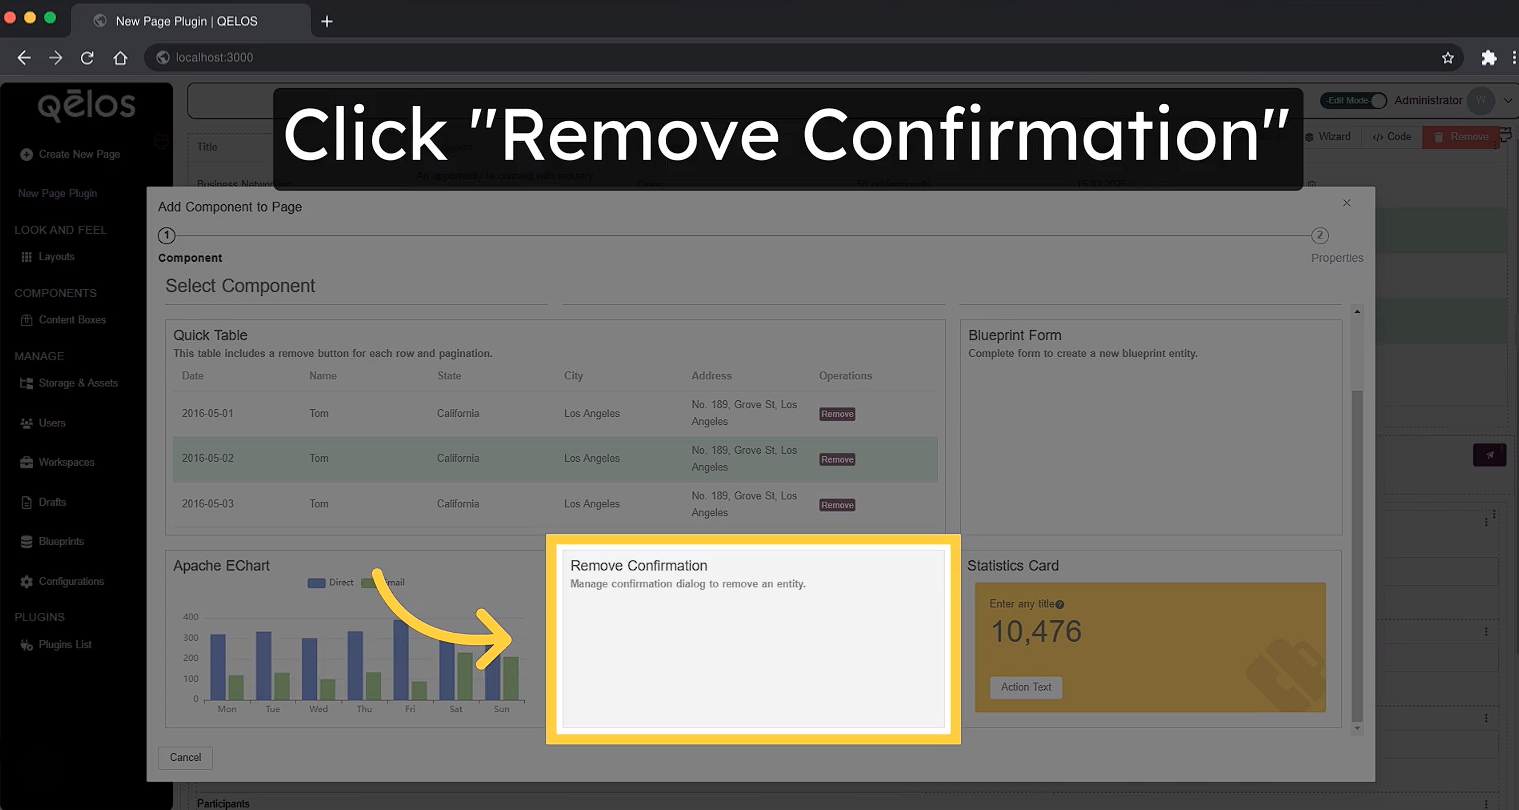 New Page Plugin | QELOS
localhost:3000
qēlos
Click "Remove Confirmation"
-Edit Mode-
Administrator
W
Create New Page
Title
Wizard
Code
Remove
New Page Plugin
Add Component to Page
1
2
Component
Properties
LOOK AND FEEL
Layouts
Select Component
COMPONENTS
Content Boxes
MANAGE
Storage & Assets
Users
Workspaces
Drafts
Blueprints
Configurations
PLUGINS
Plugins List
Quick Table
This table includes a remove button for each row and pagination.
Date Name State City Address Operations
2016-05-01 Tom California Los Angeles No. 189, Grove St, Los Angeles Remove
2016-05-02 Tom California Los Angeles No. 189, Grove St, Los Angeles Remove
2016-05-03 Tom California Los Angeles No. 189, Grove St, Los Angeles Remove
Blueprint Form
Complete form to create a new blueprint entity.
Apache EChart
Direct
400
300
200
100
0
Mon Tue Wed Thu Fri Sat Sun
Remove Confirmation
Manage confirmation dialog to remove an entity.
Statistics Card
Enter any title
10,476
Action Text
Cancel
Participants